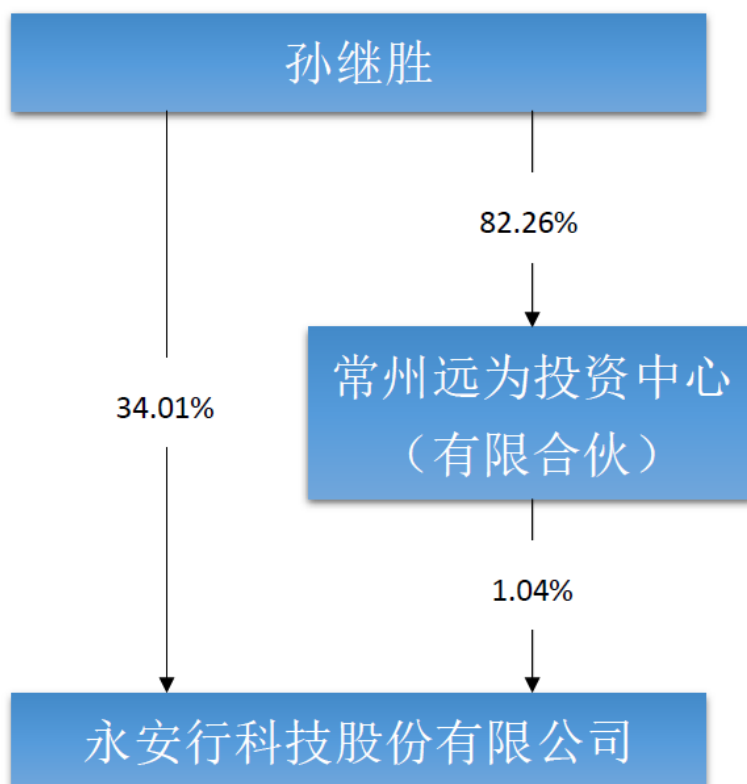 孙继胜
82.26%
常州远为投资中心
（有限合伙）
34.01%
1.04%
永安行科技股份有限公司